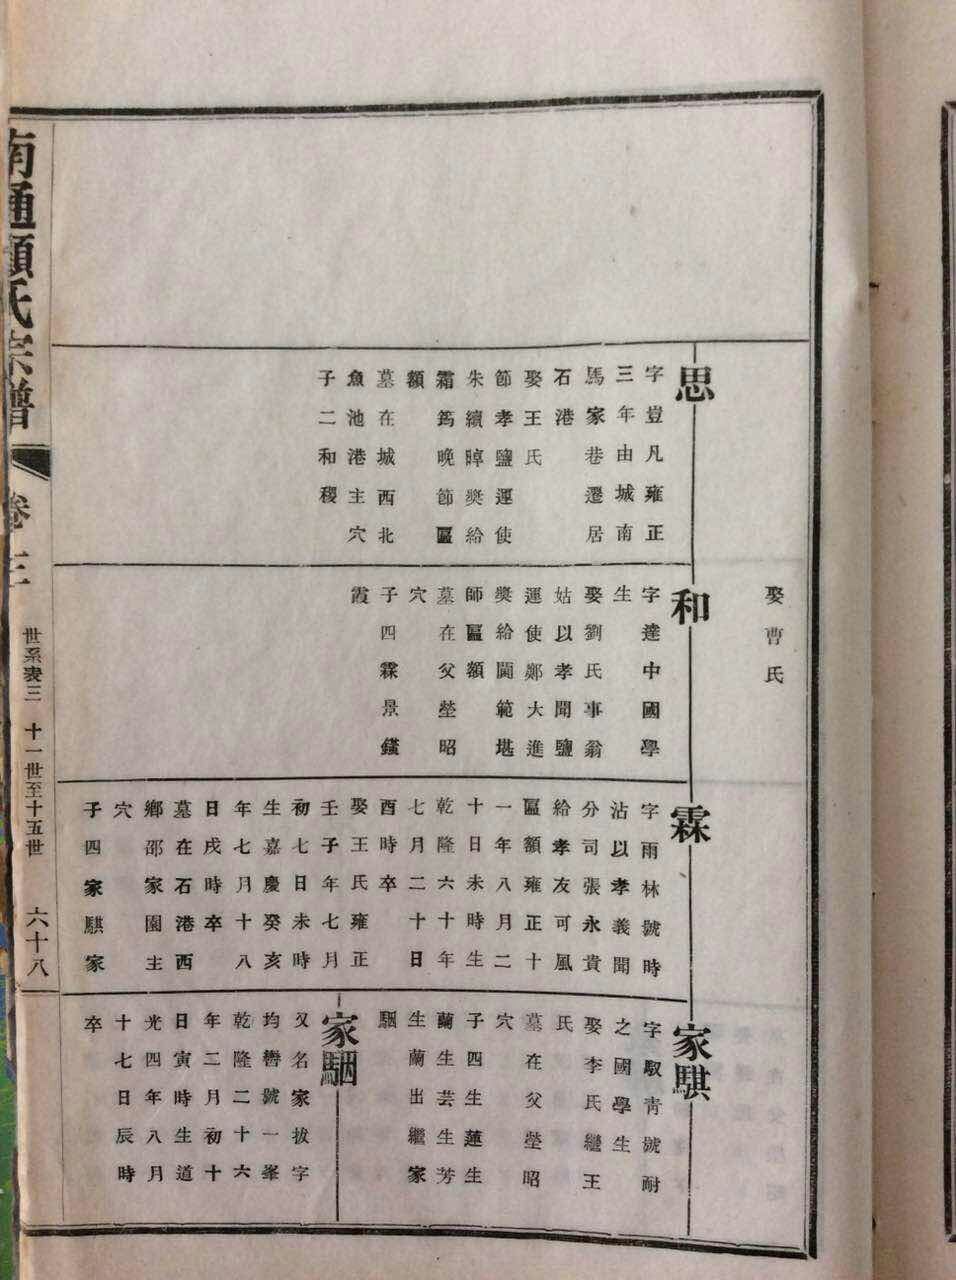 娶曹氏
思
字豈凡雍正
三年由城南
馬家巷遷居
石港
娶王氏
節孝鹽運使
朱續晫獎給
霜筠晚節匾
額
墓在城西北
魚池港主穴
子二和稷
和
字達中國學
生
娶劉氏事翁
姑以孝聞鹽
運使鄭大進
獎給閫範堪
師匾額
墓在父塋昭
穴
子四霖景鎂
霞
霖
字雨林號時
沾以孝義聞
分司張永貴
給孝友可風
匾額雍正十
一年八月二
十日未時生
乾隆六十年
七月二十日
酉時卒
娶王氏雍正
壬子年七月
初七日未時
生嘉慶癸亥
年七月十八
日戌時卒
墓在石港西
鄉邵家園主
穴
子四家騏家
家騏
字馭青號耐
之國學生
娶李氏繼王
氏
墓在父塋昭
穴
子四生蓮生
蘭生芸生芳
生蘭出繼家
駰
家駰
又名家拔字
均轡號一峯
乾隆二十六
年二月初十
日寅時生道
光四年八月
十七日辰時
卒
南通顧氏宗譜
卷三
世系表三　十一世至十五世
六十八